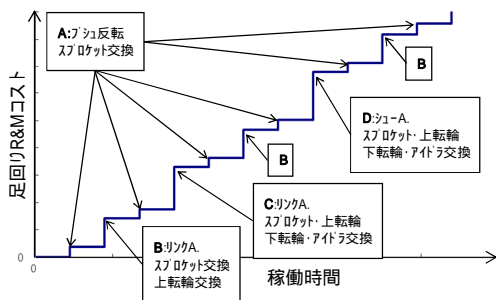 A:ﾌﾞｼｭ反転
ｽﾌﾟﾛｹｯﾄ交換
B
足回りR&Mコスト
D:ｼｭｰA.
ｽﾌﾟﾛｹｯﾄ・上転輪
下転輪・ｱｲﾄﾞﾗ交換
B
C:ﾘﾝｸA.
ｽﾌﾟﾛｹｯﾄ・上転輪
下転輪・ｱｲﾄﾞﾗ交換
B:ﾘﾝｸA.
ｽﾌﾟﾛｹｯﾄ交換
上転輪交換
0
0
稼働時間